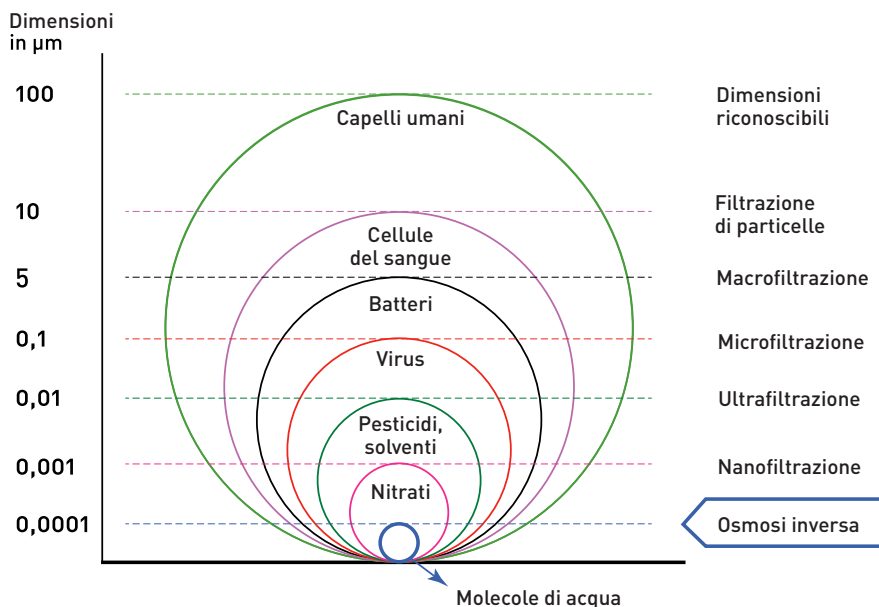 Dimensioni
in µm
100
Capelli umani
Dimensioni
riconoscibili
10
Filtrazione
di particelle
Cellule
del sangue
5
Macrofiltrazione
Batteri
0,1
Microfiltrazione
Virus
0,01
Ultrafiltrazione
Pesticidi,
solventi
0,001
Nanofiltrazione
Nitrati
0,0001
Osmosi inversa
Molecole di acqua